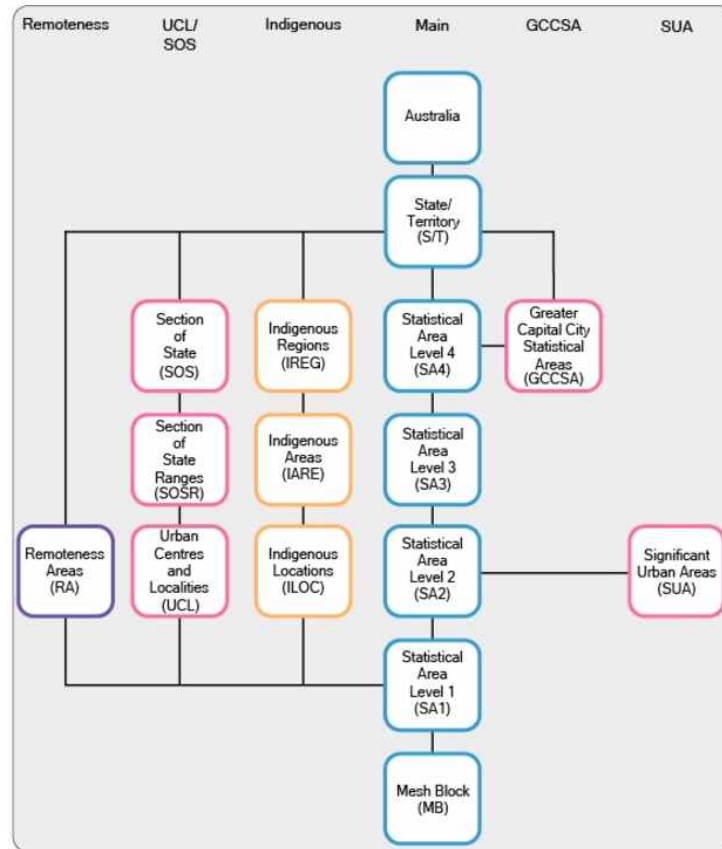 Remoteness
UCL/
SOS
Indigenous
Main
GCCSA
SUA
Australia
State/
Territory
(S/T)
Section
of
State
(SOS)
Indigenous
Regions
(IREG)
Statistical
Area
Level 4
(SA4)
Greater
Capital City
Statistical
Areas
(GCCSA)
Section
of
State
Ranges
(SOSR)
Indigenous
Areas
(IARE)
Statistical
Area
Level 3
(SA3)
Remoteness
Areas
(RA)
Urban
Centres
and
Localities
(UCL)
Indigenous
Locations
(ILOC)
Statistical
Area
Level 2
(SA2)
Significant
Urban Areas
(SUA)
Statistical
Area
Level 1
(SA1)
Mesh Block
(MB)